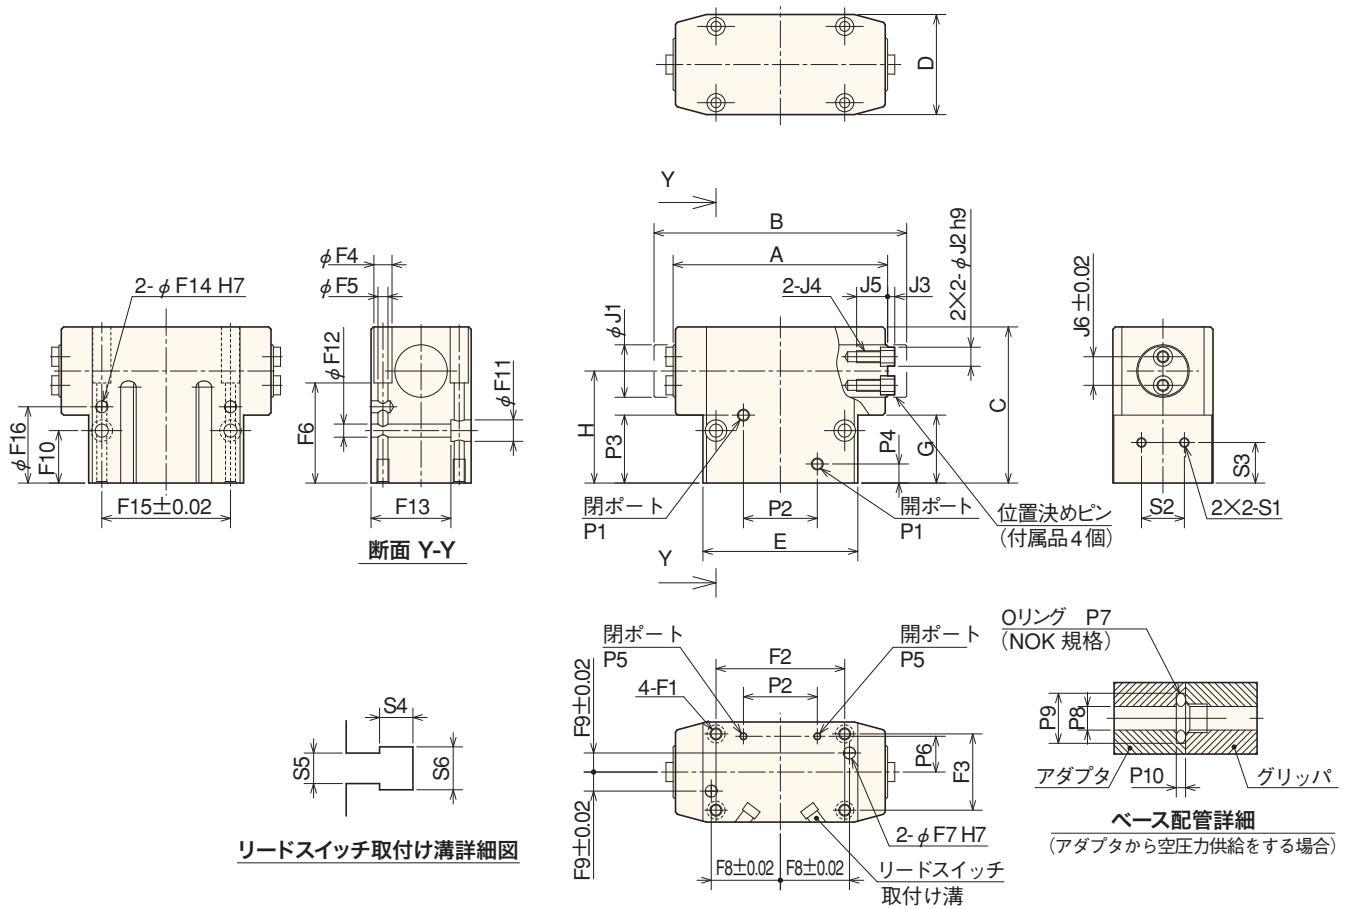 D
Y
B
A
2-J4
J5
J3
2×2-φJ2 h9
φJ1
H
P3
P4
G
C
P2
E
閉ポート
P1
開ポート
P1
位置決めピン
(付属品4個)
Y
2-φF14 H7
φF16
F10
F15±0.02
φF4
φF5
φF12
φF11
F6
F13
断面 Y-Y
J6±0.02
S3
S2
2×2-S1
S4
S5
S6
リードスイッチ取付け溝詳細図
閉ポート
P5
開ポート
P5
F2
P2
4-F1
F9±0.02
F9±0.02
P6
F3
2-φF7 H7
F8±0.02
F8±0.02
リードスイッチ
取付け溝
Oリング P7
(NOK 規格)
P9
P8
アダプタ
P10
グリッパ
ベース配管詳細
(アダプタから空圧力供給をする場合)